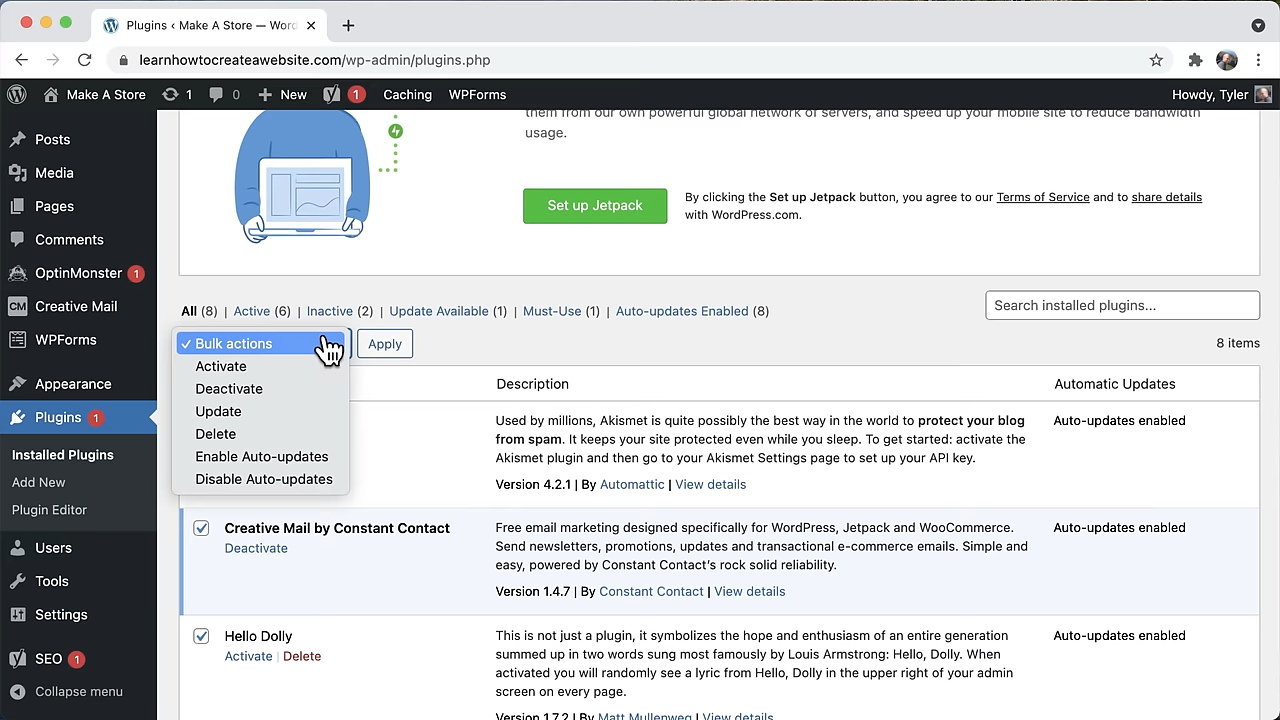 Plugins ‹ Make A Store — Word
learnhowtocreateawebsite.com/wp-admin/plugins.php
Make A Store 1 0 New 1 Caching WPForms Howdy, Tyler
Posts
Media
Pages
Comments
OptinMonster 1
CM Creative Mail
WPForms
Appearance
Plugins 1
Installed Plugins
Add New
Plugin Editor
Users
Tools
Settings
SEO 1
Collapse menu
them from our own powerful global network of servers, and speed up your mobile site to reduce bandwidth
usage.
Set up Jetpack
By clicking the Set up Jetpack button, you agree to our Terms of Service and to share details
with WordPress.com.
All (8) | Active (6) | Inactive (2) | Update Available (1) | Must-Use (1) | Auto-updates Enabled (8)
Search installed plugins...
✓ Bulk actions
Activate
Deactivate
Update
Delete
Enable Auto-updates
Disable Auto-updates
Apply
8 items
Description Automatic Updates
Used by millions, Akismet is quite possibly the best way in the world to protect your blog
from spam. It keeps your site protected even while you sleep. To get started: activate the
Akismet plugin and then go to your Akismet Settings page to set up your API key.
Version 4.2.1 | By Automattic | View details
Auto-updates enabled
Creative Mail by Constant Contact
Deactivate
Free email marketing designed specifically for WordPress, Jetpack and WooCommerce.
Send newsletters, promotions, updates and transactional e-commerce emails. Simple and
easy, powered by Constant Contact's rock solid reliability.
Version 1.4.7 | By Constant Contact | View details
Auto-updates enabled
Hello Dolly
Activate | Delete
This is not just a plugin, it symbolizes the hope and enthusiasm of an entire generation
summed up in two words sung most famously by Louis Armstrong: Hello, Dolly. When
activated you will randomly see a lyric from Hello, Dolly in the upper right of your admin
screen on every page.
Version 1.7.2 | By Matt Mullenweg | View details
Auto-updates enabled